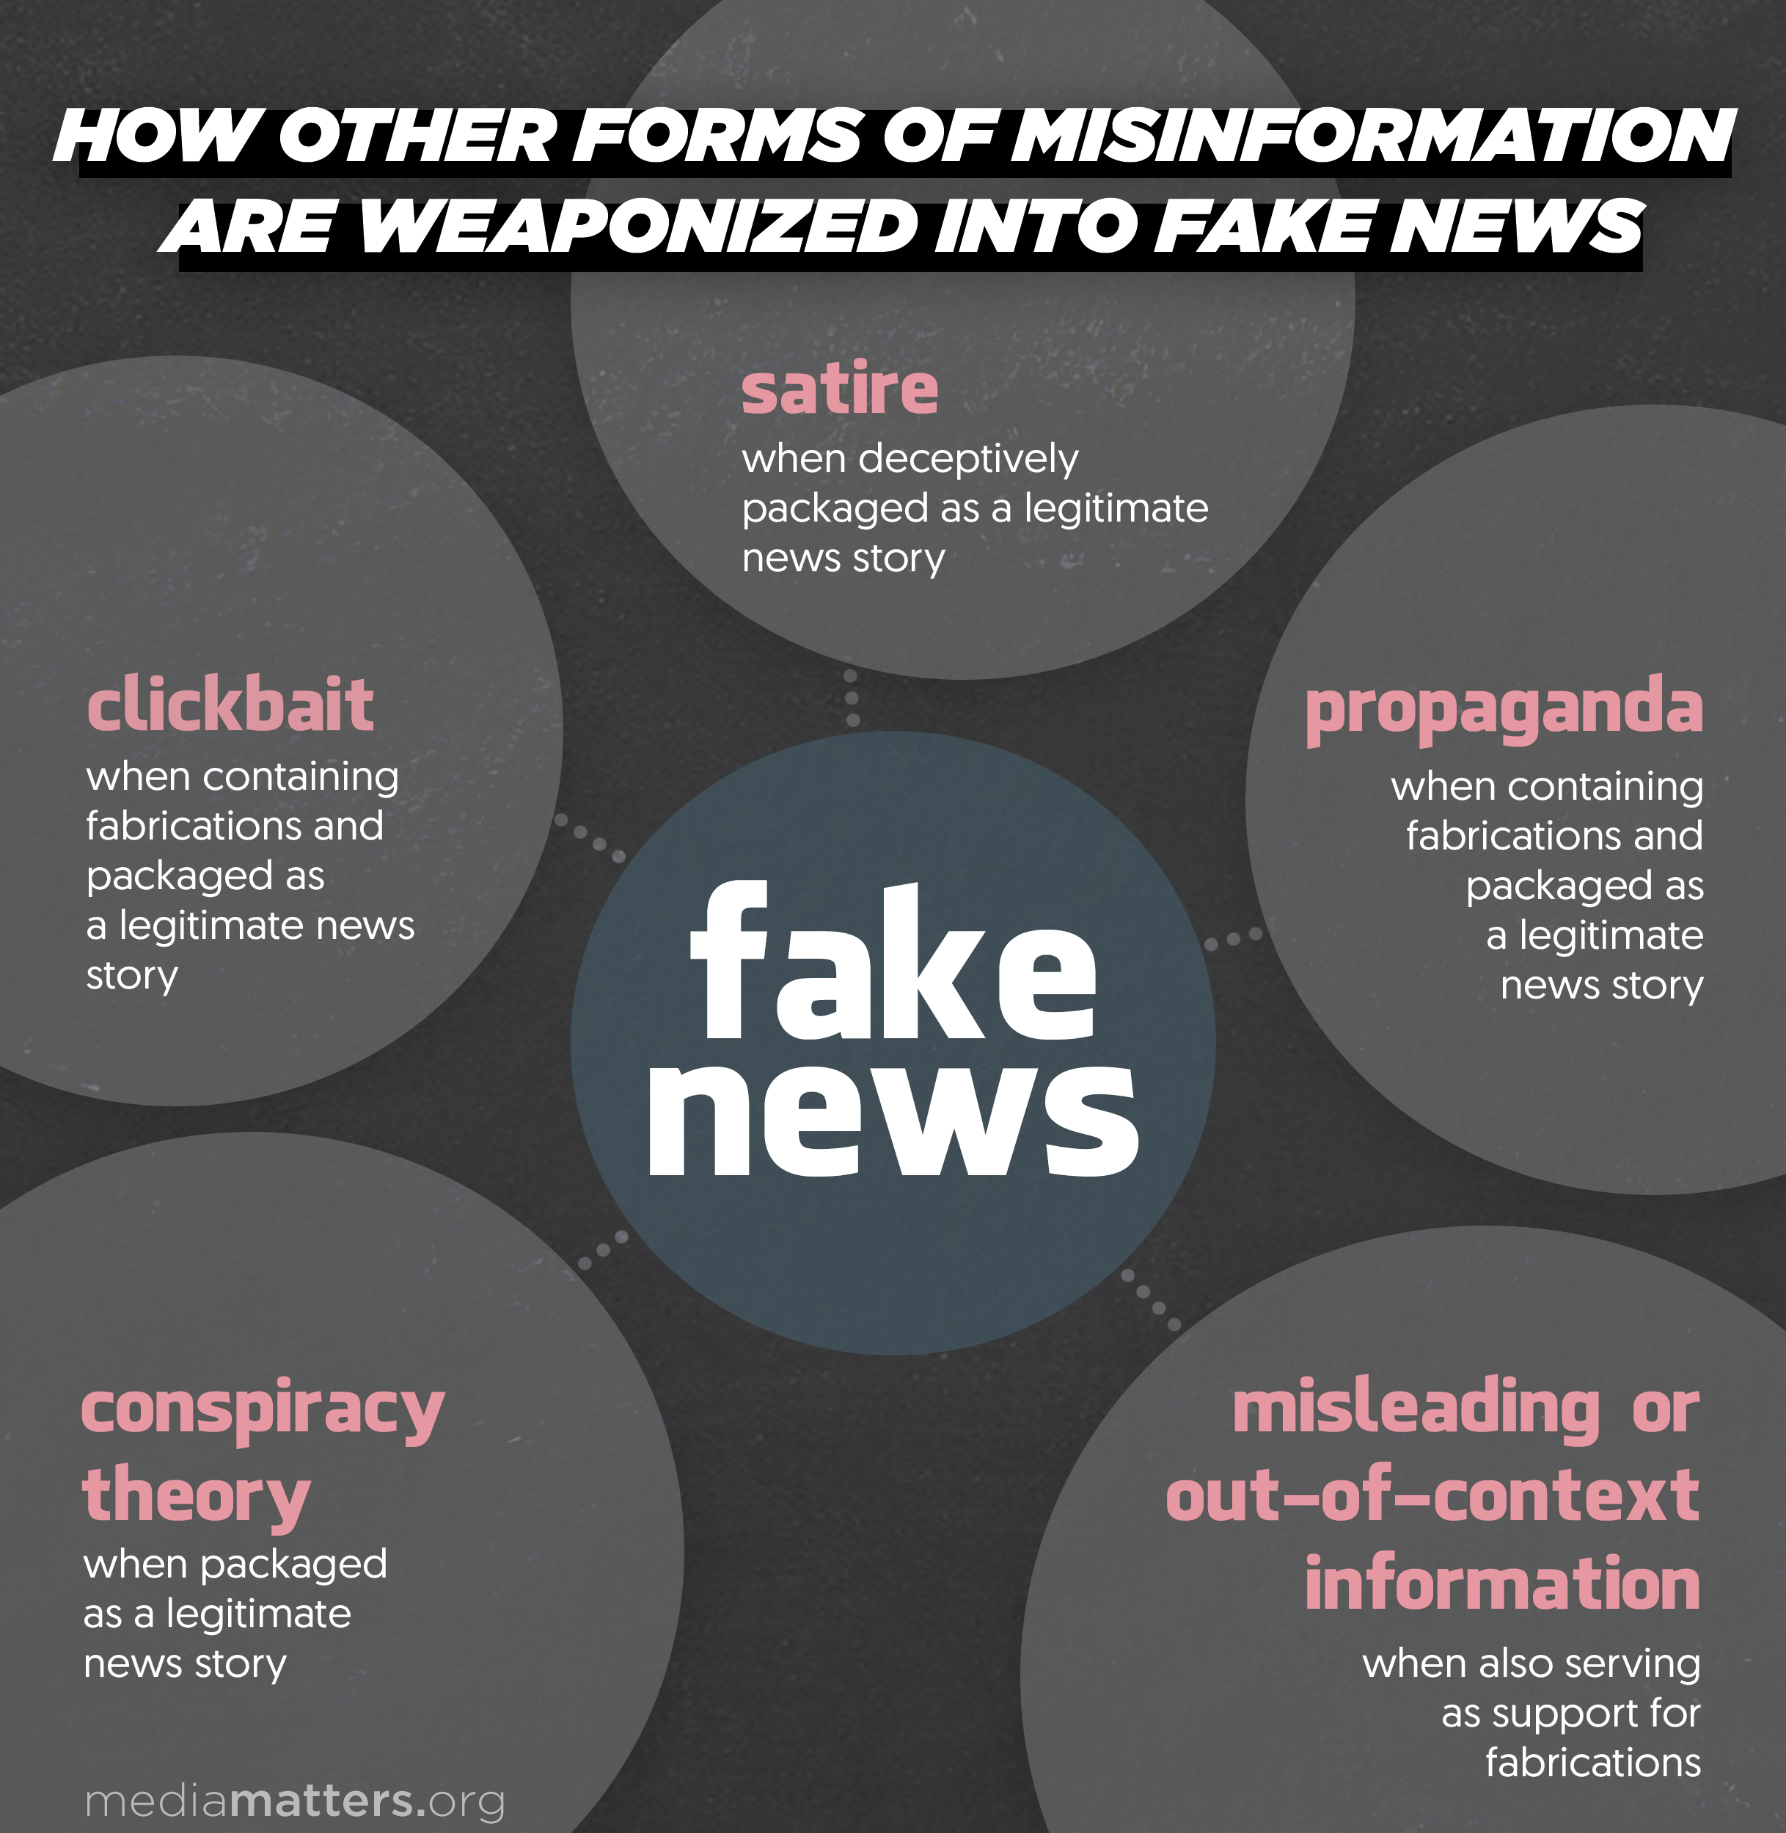 HOW OTHER FORMS OF MISINFORMATION
ARE WEAPONIZED INTO FAKE NEWS
satire
when deceptively
packaged as a legitimate
news story
clickbait
when containing
fabrications and
packaged as
a legitimate news
story
propaganda
when containing
fabrications and
packaged as
a legitimate
news story
fake
news
conspiracy
theory
when packaged
as a legitimate
news story
misleading or
out-of-context
information
when also serving
as support for
fabrications
mediamatters.org